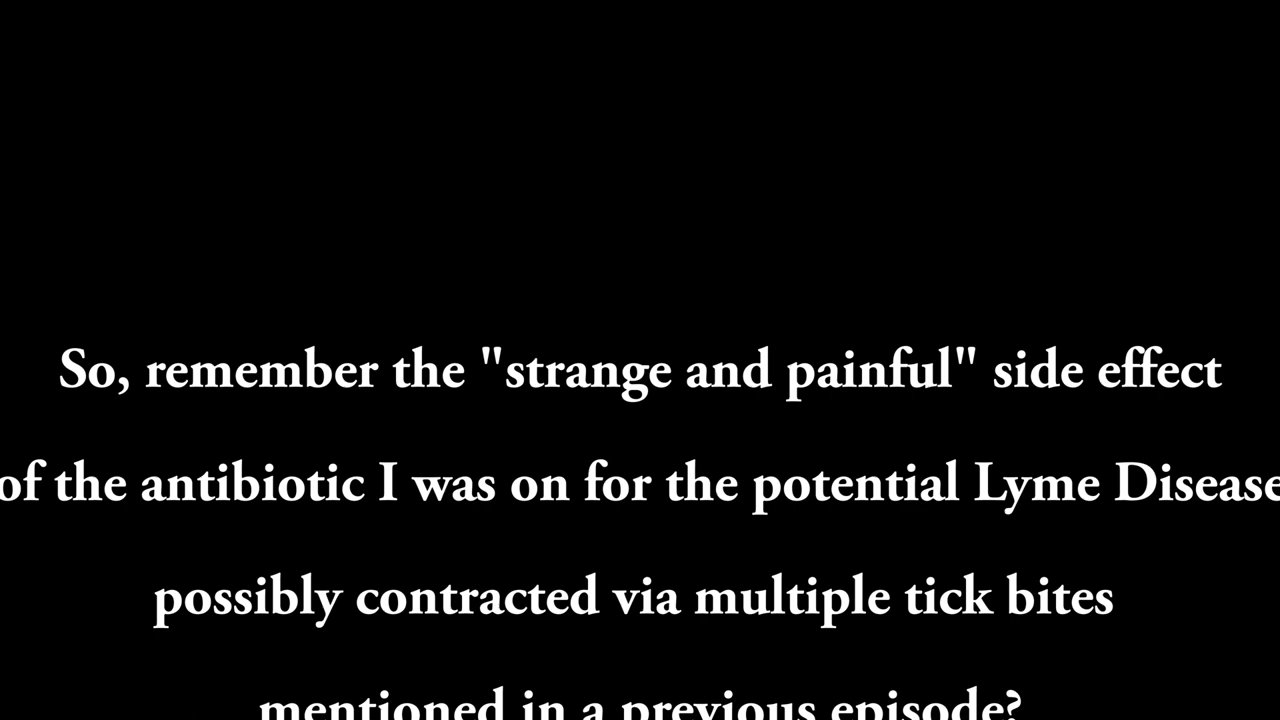 So, remember the "strange and painful" side effect
of the antibiotic I was on for the potential Lyme Disease
possibly contracted via multiple tick bites
mentioned in a previous episode?